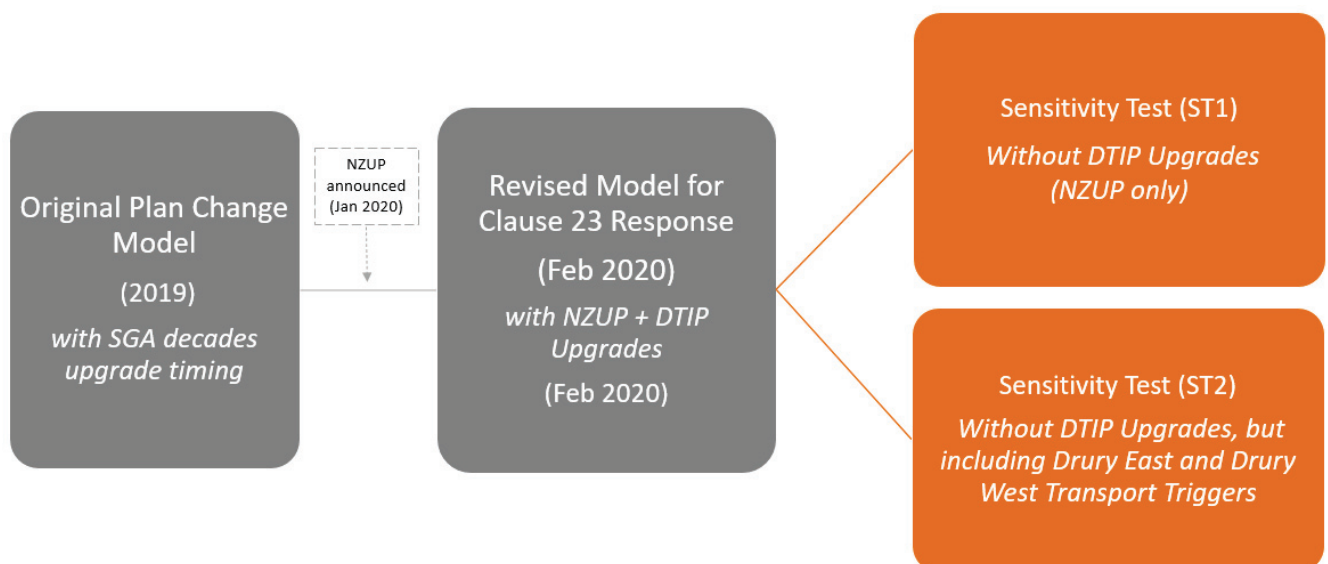 Original Plan Change
Model
(2019)
with SGA decades
upgrade timing
NZUP
announced
(Jan 2020)
Revised Model for
Clause 23 Response
(Feb 2020)
with NZUP + DTIP
Upgrades
(Feb 2020)
Sensitivity Test (ST1)
Without DTIP Upgrades
(NZUP only)
Sensitivity Test (ST2)
Without DTIP Upgrades, but
including Drury East and Drury
West Transport Triggers